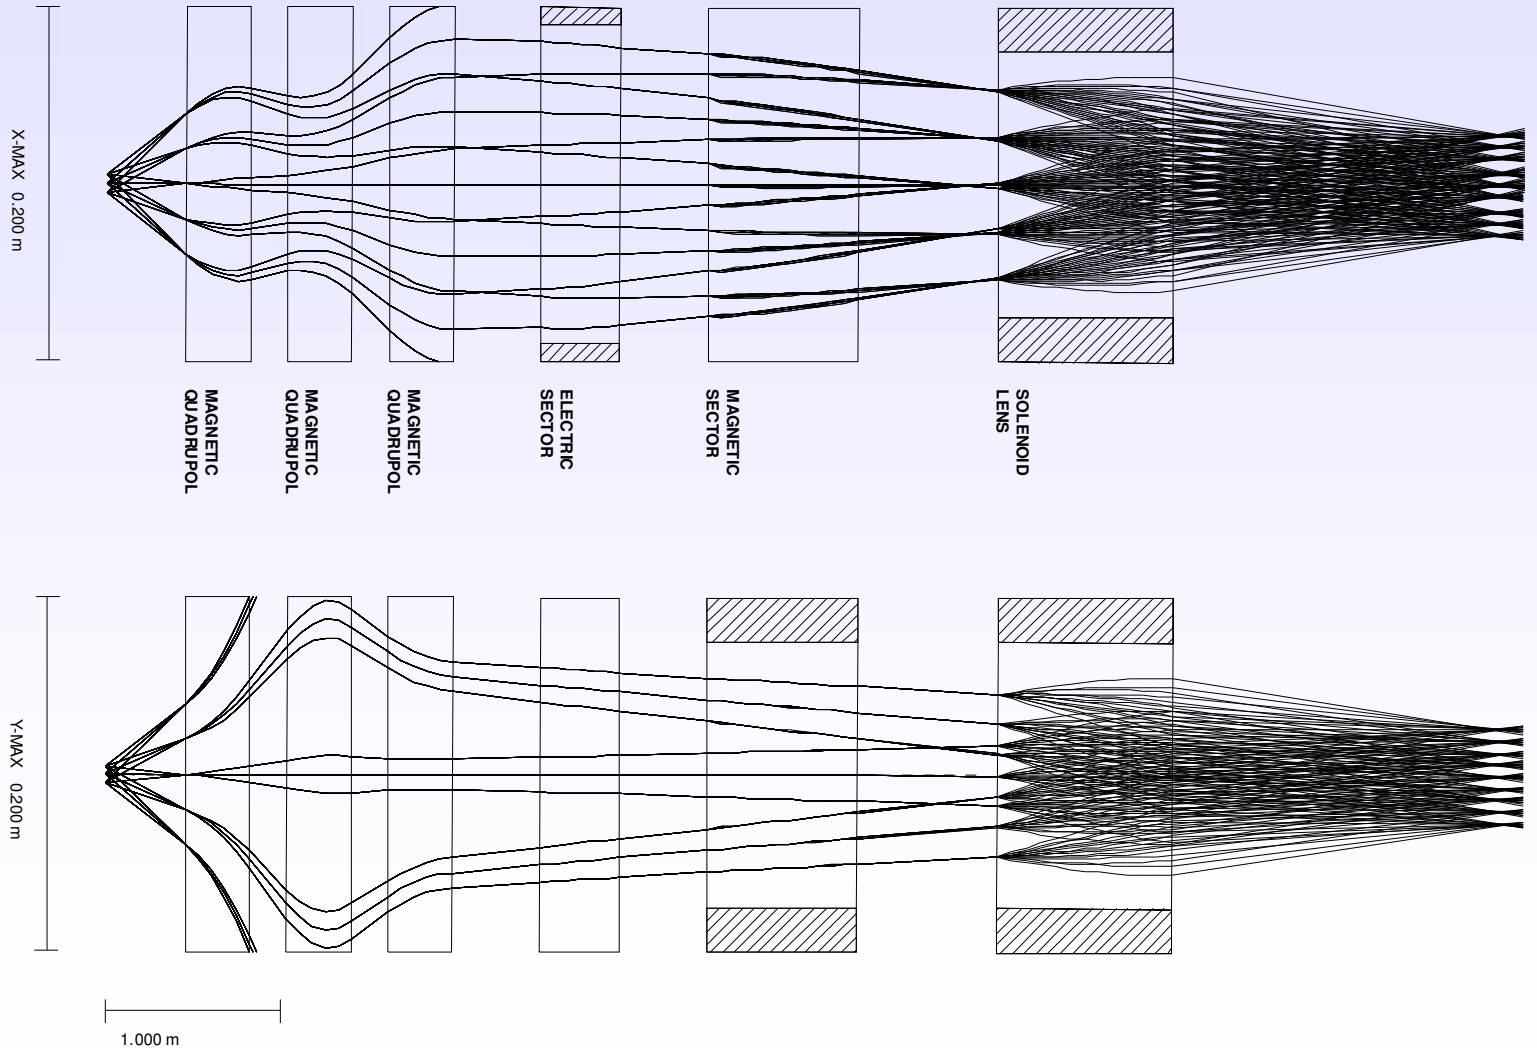 X-MAX 0.200 m
MAGNETIC
QUADRUPOL
MAGNETIC
QUADRUPOL
MAGNETIC
QUADRUPOL
ELECTRIC
SECTOR
MAGNETIC
SECTOR
SOLENOID
LENS
Y-MAX 0.200 m
1.000 m